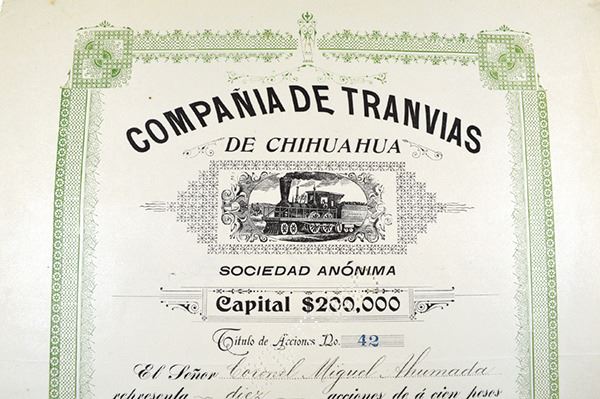 COMPAÑIA DE TRANVIAS
DE CHIHUAHUA
SOCIEDAD ANÓNIMA
Capital $200,000
Titulo de Acciones No. 42
El Señor Coronel Miguel Ahumada
representa diez acciones de á cien pesos